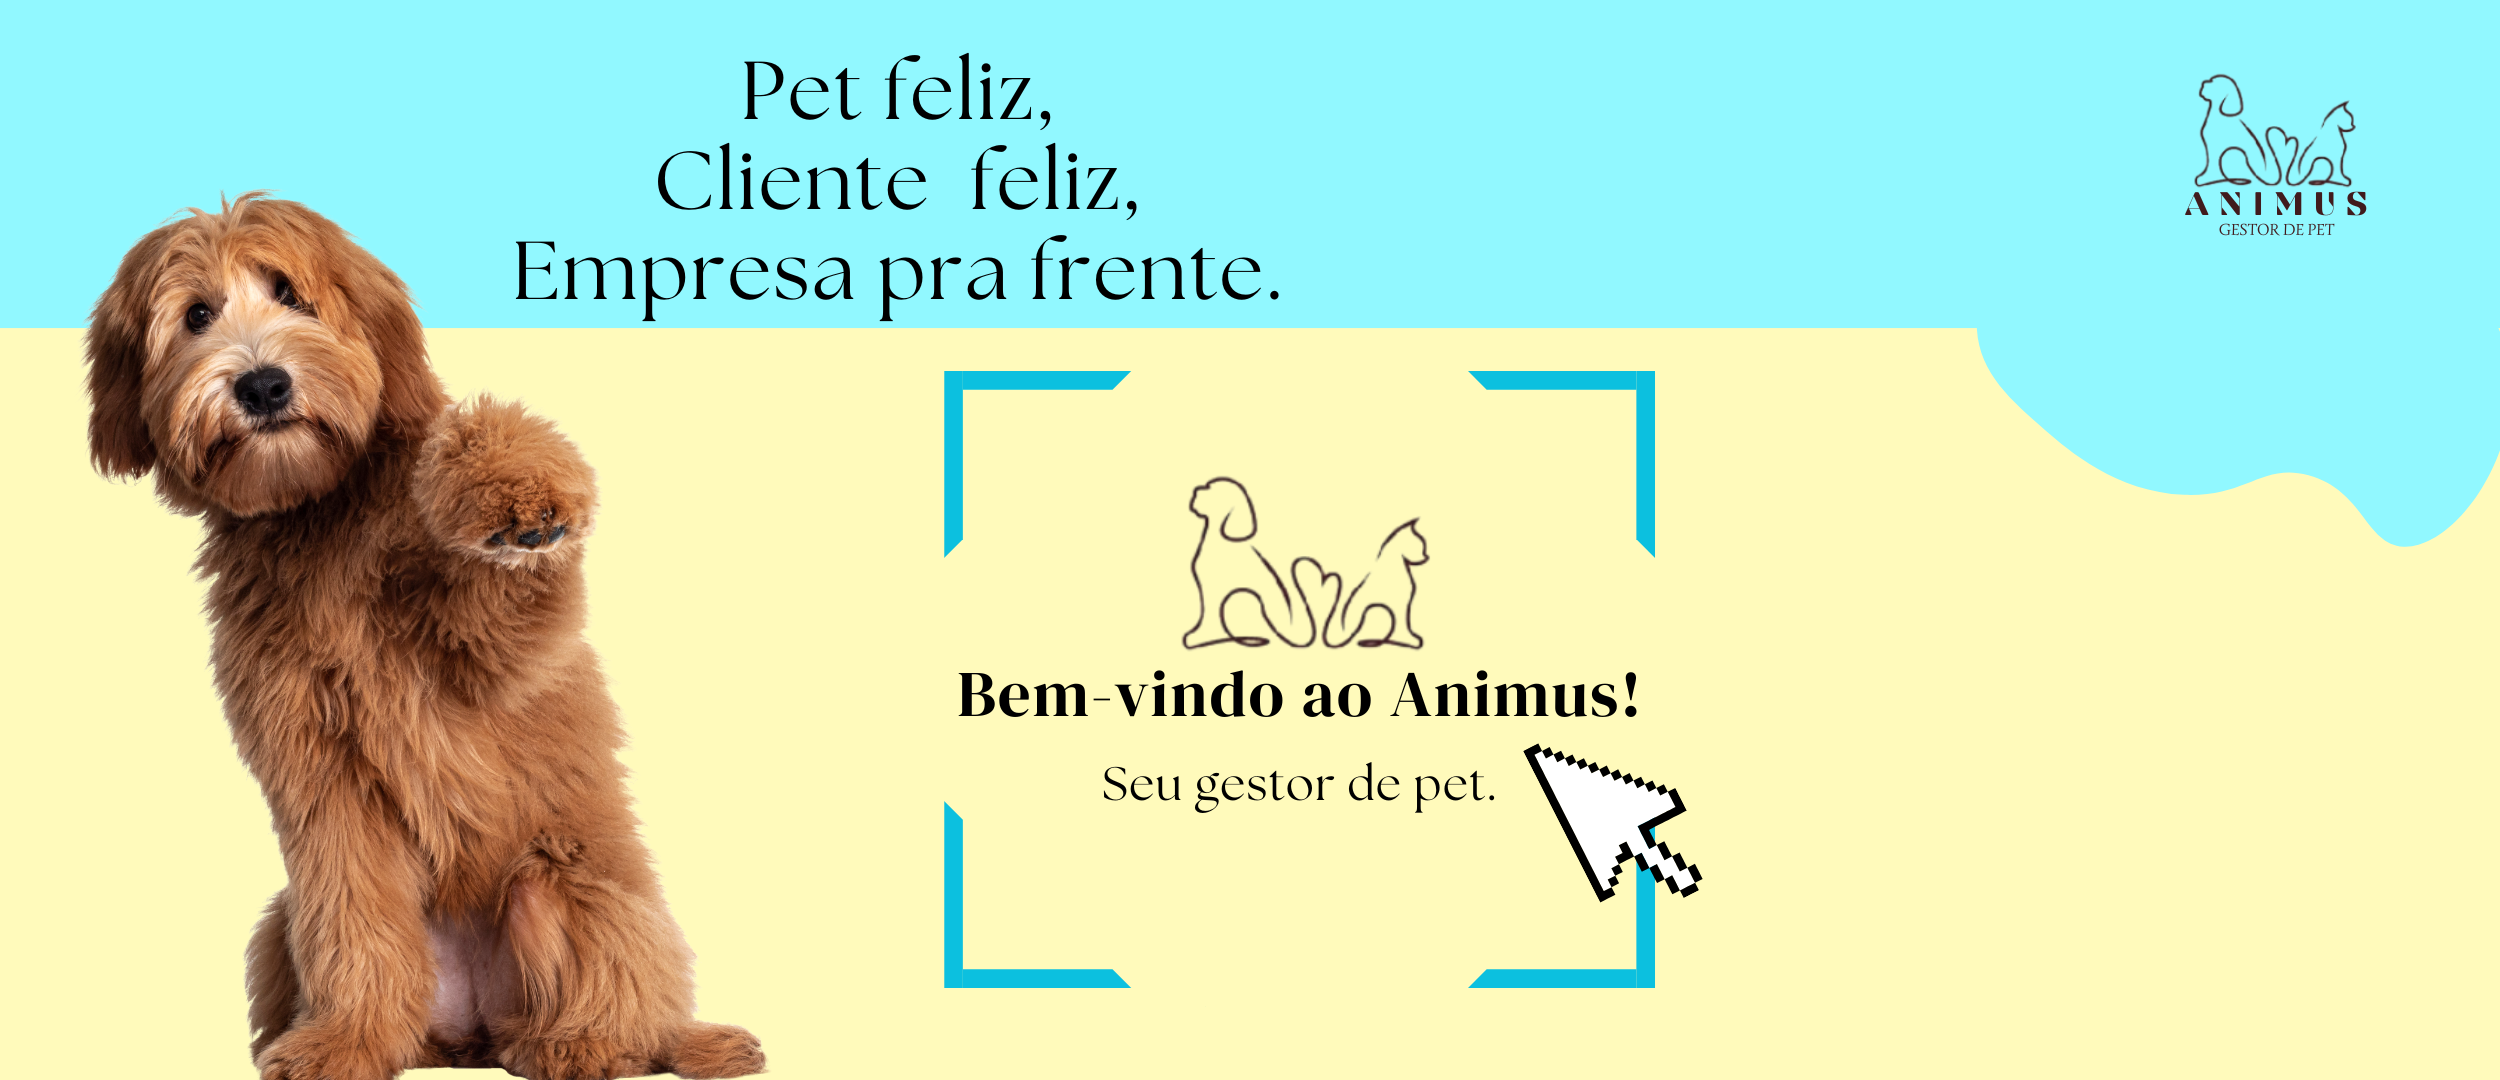 Pet feliz,
Cliente feliz,
Empresa pra frente.
ANIMUS
GESTOR DE PET
Bem-vindo ao Animus!
Seu gestor de pet.